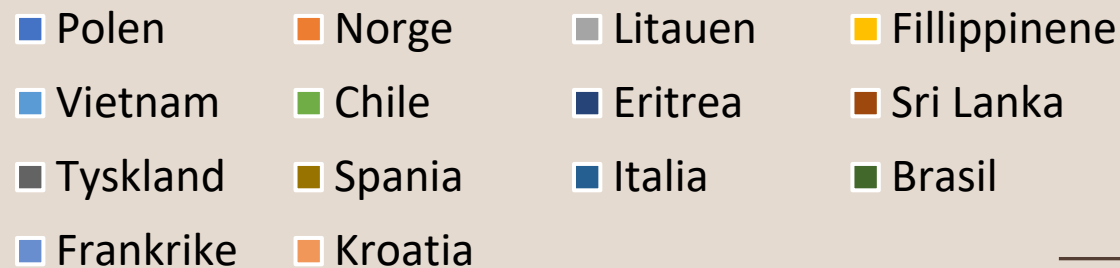 Polen Norge Litauen Fillippinene
Vietnam Chile Eritrea Sri Lanka
Tyskland Spania Italia Brasil
Frankrike Kroatia